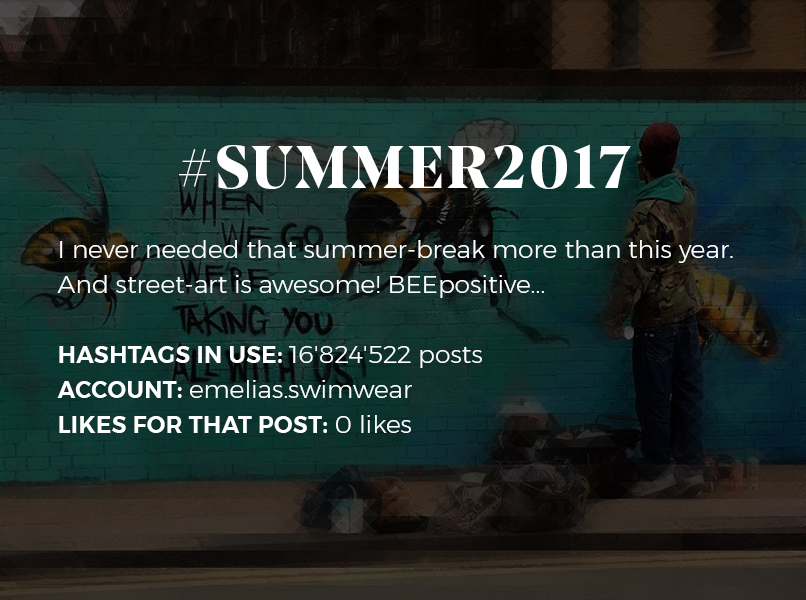 #SUMMER2017
I never needed that summer-break more than this year.
And street-art is awesome! BEEpositive...
HASHTAGS IN USE: 16'824'522 posts
ACCOUNT: emelias.swimwear
LIKES FOR THAT POST: 0 likes
WHEN
WE GO
WE'RE
TAKING YOU
ALL WITH US!